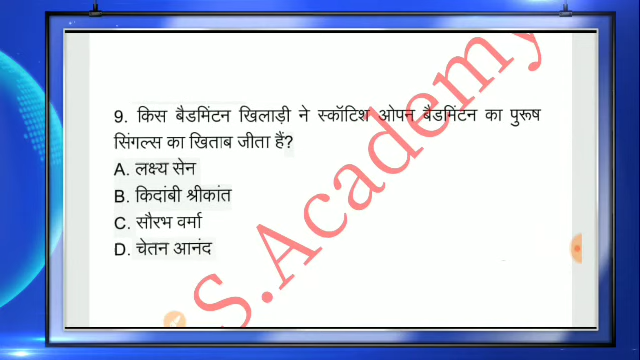 9. किस बैडमिंटन खिलाड़ी ने स्कॉटिश ओपन बैडमिंटन का पुरूष
सिंगल्स का खिताब जीता हैं?
A. लक्ष्य सेन
B. किदांबी श्रीकांत
C. सौरभ वर्मा
D. चेतन आनंद
S.Academy